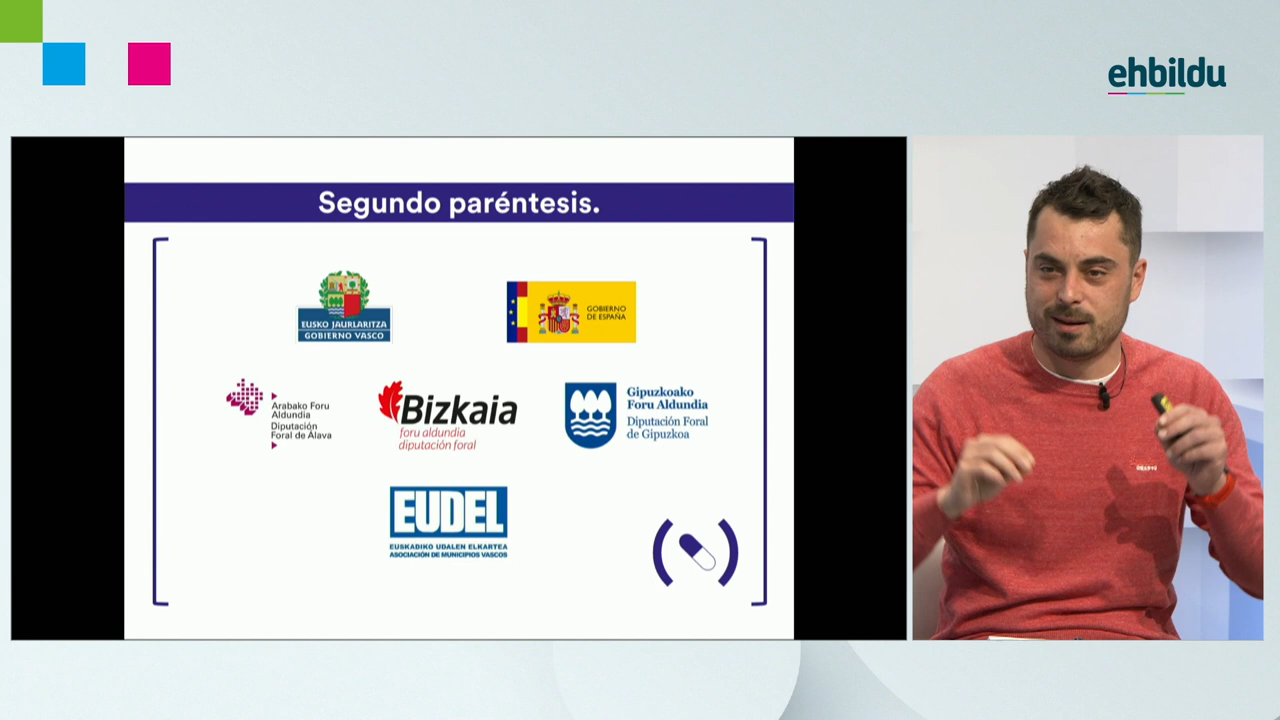 ehbildu
Segundo paréntesis.
EUSKO JAURLARITZA
GOBIERNO VASCO
GOBIERNO
DE ESPAÑA
Arabako Foru
Aldundia
Diputación
Foral de Álava
Bizkaia
foru aldundia
diputación foral
Gipuzkoako
Foru Aldundia
Diputación Foral
de Gipuzkoa
EUDEL
EUSKADIKO UDALEN ELKARTEA
ASOCIACIÓN DE MUNICIPIOS VASCOS